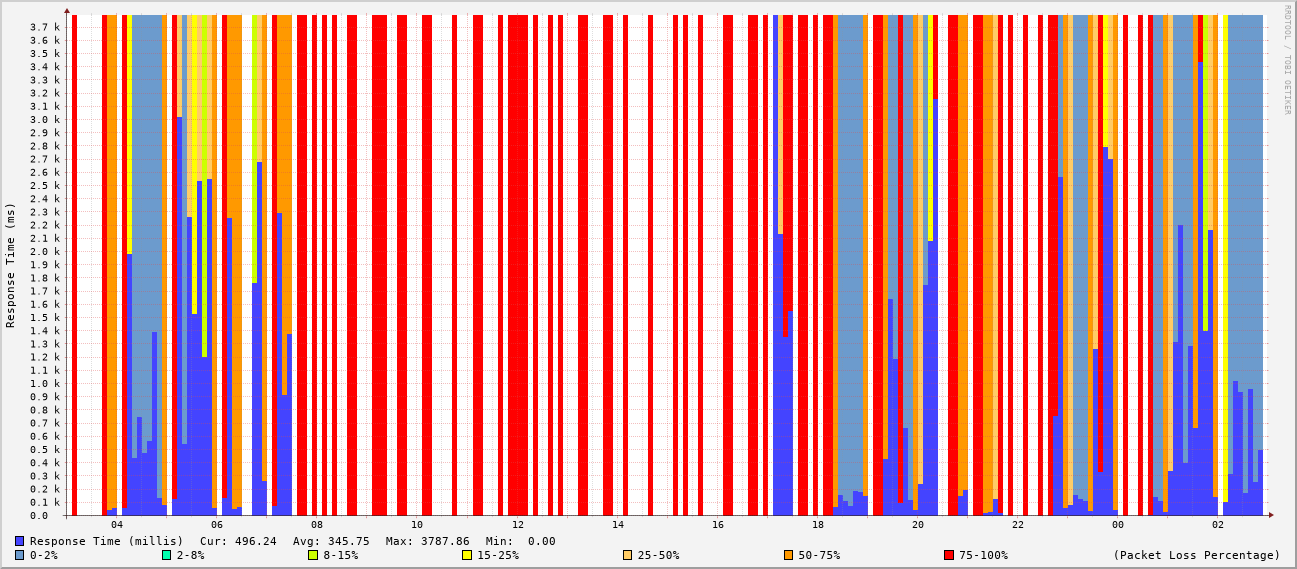 RRDTOOL / TOBI OETIKER
Response Time (ms)
3.7 k
3.6 k
3.5 k
3.4 k
3.3 k
3.2 k
3.1 k
3.0 k
2.9 k
2.8 k
2.7 k
2.6 k
2.5 k
2.4 k
2.3 k
2.2 k
2.1 k
2.0 k
1.9 k
1.8 k
1.7 k
1.6 k
1.5 k
1.4 k
1.3 k
1.2 k
1.1 k
1.0 k
0.9 k
0.8 k
0.7 k
0.6 k
0.5 k
0.4 k
0.3 k
0.2 k
0.1 k
0.0
04 06 08 10 12 14 16 18 20 22 00 02
Response Time (millis) Cur: 496.24 Avg: 345.75 Max: 3787.86 Min: 0.00
0-2% 2-8% 8-15% 15-25% 25-50% 50-75% 75-100% (Packet Loss Percentage)